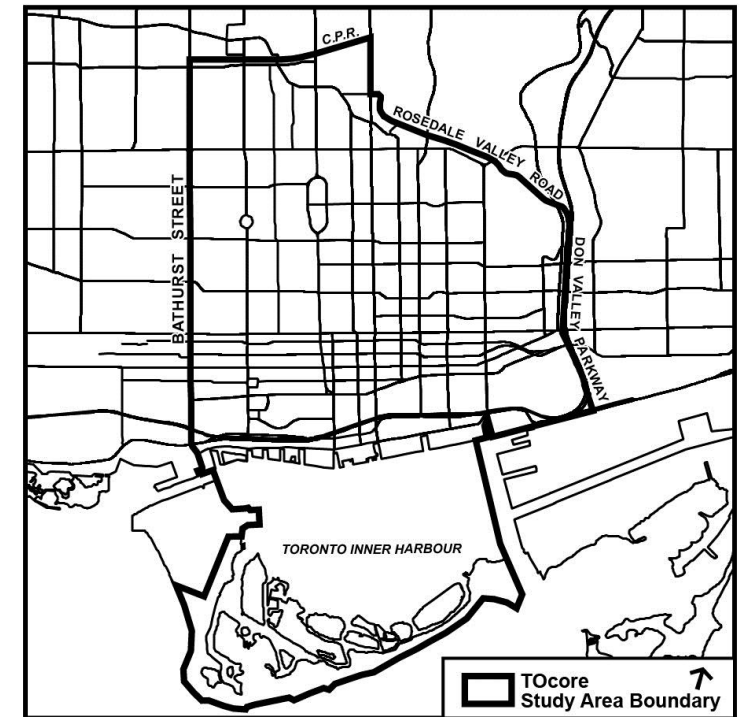 C.P.R.
ROSEDALE VALLEY ROAD
BATHURST STREET
DON VALLEY PARKWAY
TORONTO INNER HARBOUR
TOcore
Study Area Boundary